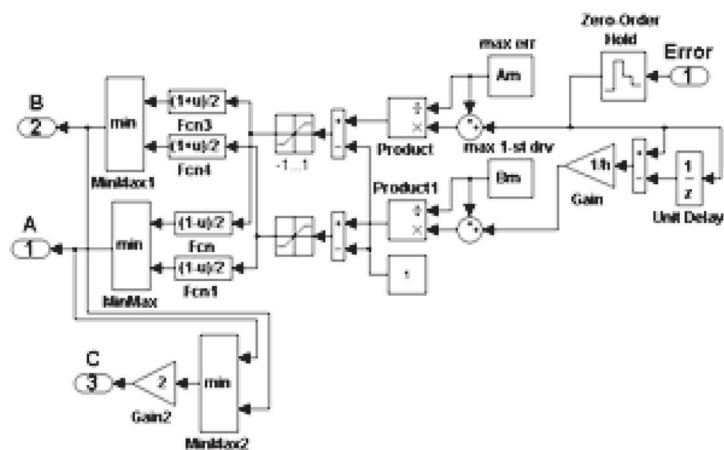 Zero-Order
Hold
Error
1
max err
Am
B
2
min
MinMax1
(1+u)/2
Fcn3
(1+u)/2
Fcn4
-1...1
+
-
÷
×
Product
+
+
max 1-st drv
Bm
1/h
Gain
+
-
1
z
Unit Delay
Product1
÷
×
+
+
A
1
min
MinMax
(1-u)/2
Fcn
(1-u)/2
Fcn1
+
-
1
C
3
2
Gain2
min
MinMax2